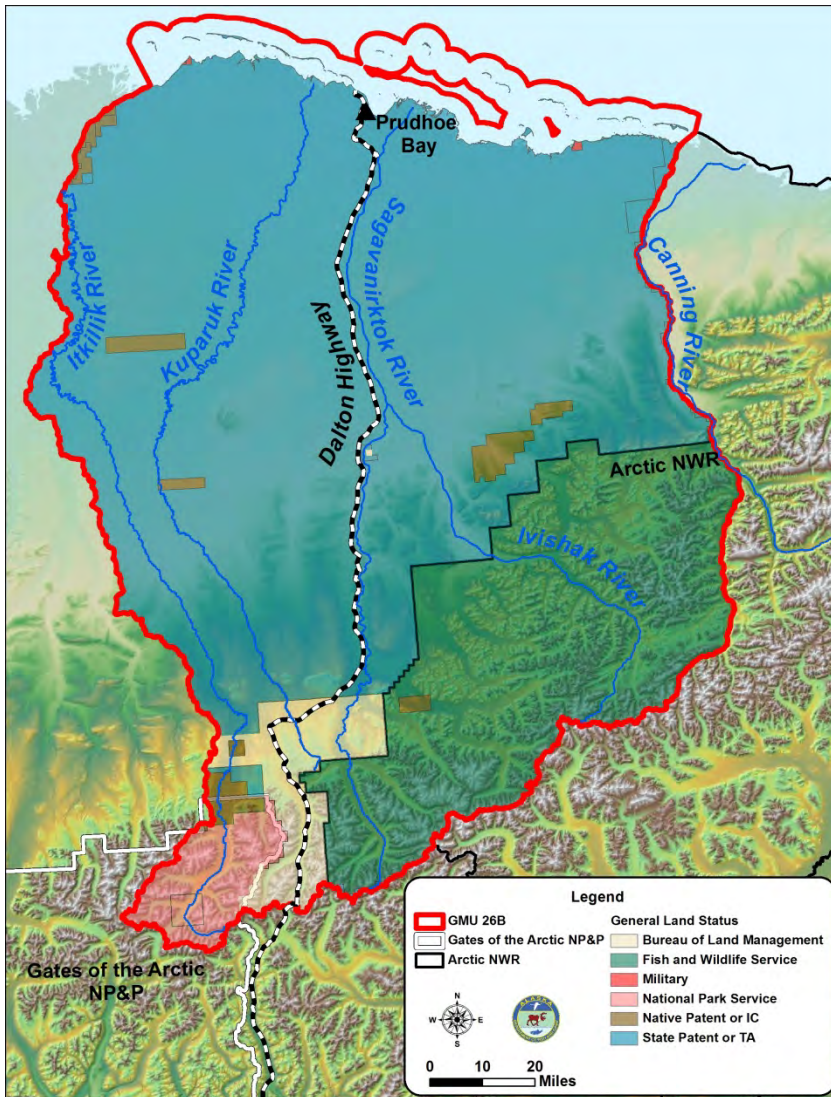 Prudhoe
Bay
Sagavanirktok River
Kuparuk River
Itkillik River
Canning River
Dalton Highway
Arctic NWR
Ivishak River
Gates of the Arctic
NP&P
Legend
GMU 26B
Gates of the Arctic NP&P
Arctic NWR
General Land Status
Bureau of Land Management
Fish and Wildlife Service
Military
National Park Service
Native Patent or IC
State Patent or TA
N
W
E
S
ALASKA
0 10 20
Miles